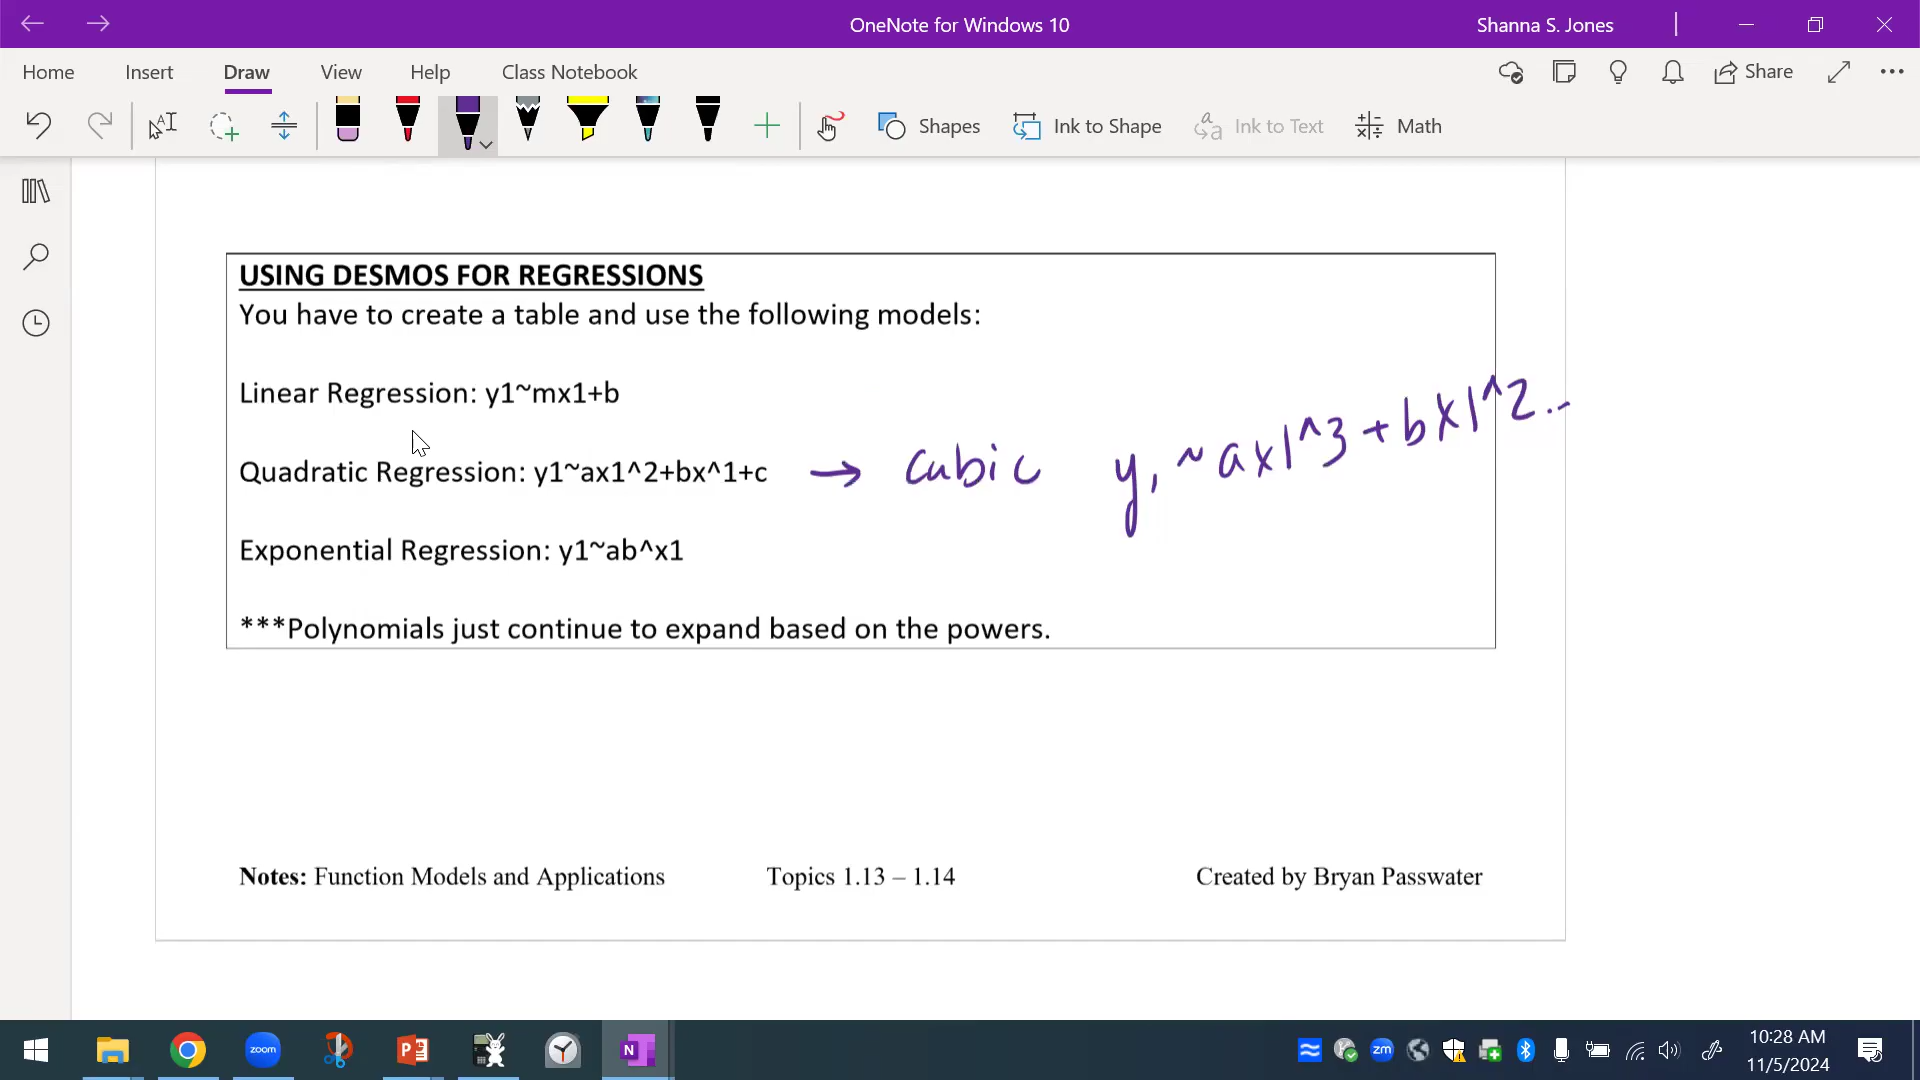 OneNote for Windows 10
Shanna S. Jones
Home Insert Draw View Help Class Notebook
Share
Shapes Ink to Shape Ink to Text Math
USING DESMOS FOR REGRESSIONS
You have to create a table and use the following models:
Linear Regression: y1~mx1+b
Quadratic Regression: y1~ax1^2+bx^1+c → cubic y1 ~ax1^3+bx1^2...
Exponential Regression: y1~ab^x1
***Polynomials just continue to expand based on the powers.
Notes: Function Models and Applications Topics 1.13 – 1.14 Created by Bryan Passwater
zoom
zm
10:28 AM
11/5/2024